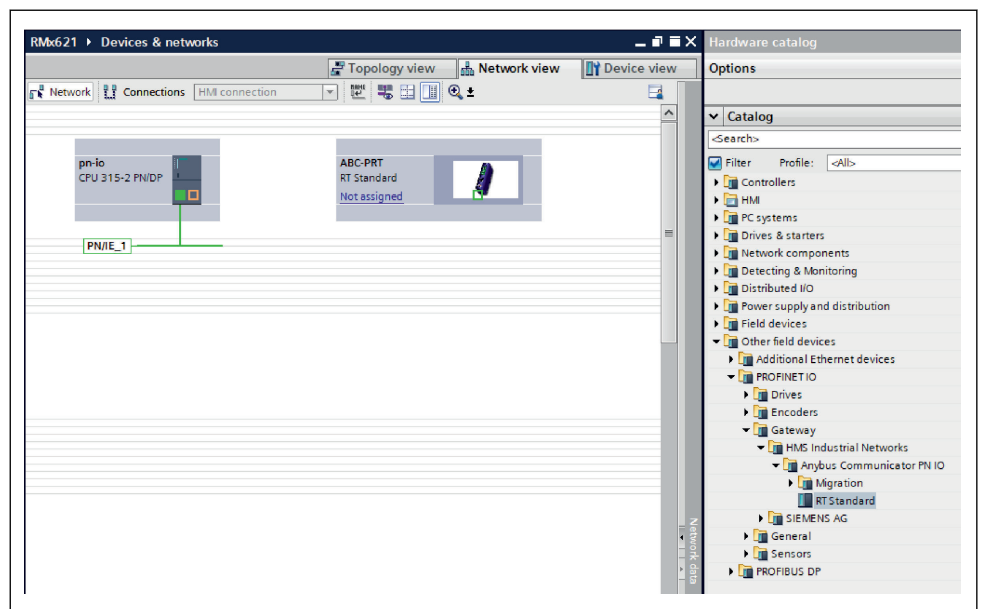 RMx621 ▸ Devices & networks
Hardware catalog
Topology view
Network view
Device view
Options
Network
Connections
HMI connection
Catalog
<Search>
Filter
Profile:
<All>
pn-io
CPU 315-2 PN/DP
ABC-PRT
RT Standard
Not assigned
PN/IE_1
Controllers
HMI
PC systems
Drives & starters
Network components
Detecting & Monitoring
Distributed I/O
Power supply and distribution
Field devices
Other field devices
Additional Ethernet devices
PROFINET IO
Drives
Encoders
Gateway
HMS Industrial Networks
Anybus Communicator PN IO
Migration
RT Standard
SIEMENS AG
General
Sensors
PROFIBUS DP
Network data